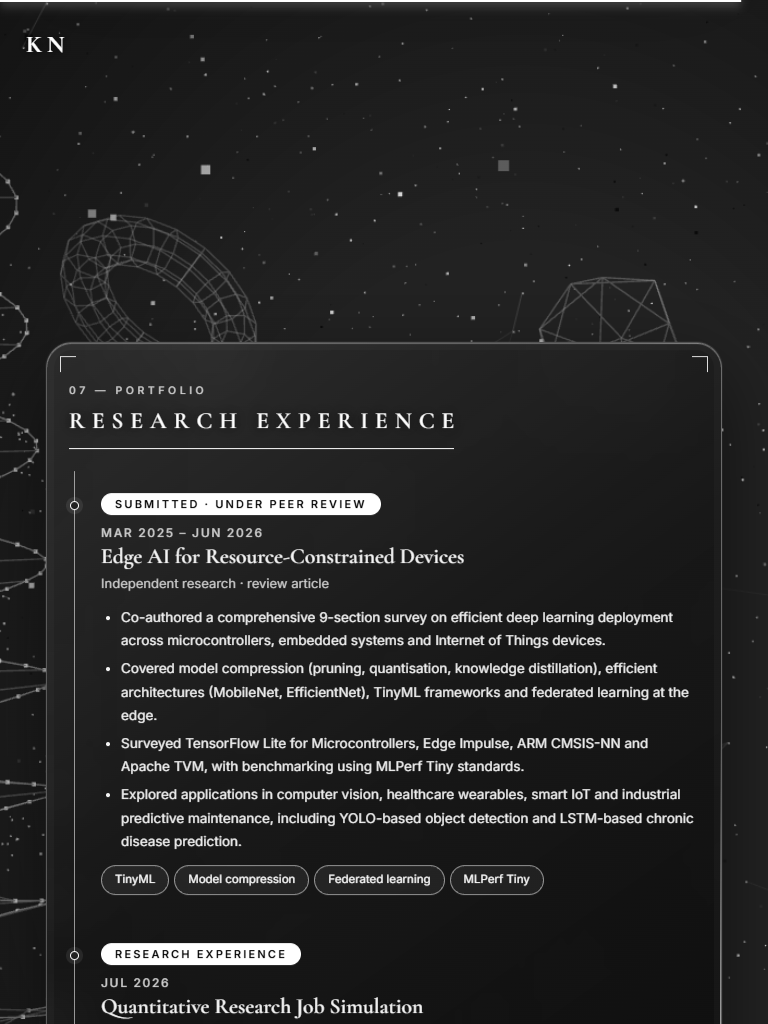 KN
07 — PORTFOLIO
RESEARCH EXPERIENCE
SUBMITTED · UNDER PEER REVIEW
MAR 2025 – JUN 2026
Edge AI for Resource-Constrained Devices
Independent research · review article
• Co-authored a comprehensive 9-section survey on efficient deep learning deployment
across microcontrollers, embedded systems and Internet of Things devices.
• Covered model compression (pruning, quantisation, knowledge distillation), efficient
architectures (MobileNet, EfficientNet), TinyML frameworks and federated learning at the
edge.
• Surveyed TensorFlow Lite for Microcontrollers, Edge Impulse, ARM CMSIS-NN and
Apache TVM, with benchmarking using MLPerf Tiny standards.
• Explored applications in computer vision, healthcare wearables, smart IoT and industrial
predictive maintenance, including YOLO-based object detection and LSTM-based chronic
disease prediction.
TinyML Model compression Federated learning MLPerf Tiny
RESEARCH EXPERIENCE
JUL 2026
Quantitative Research Job Simulation